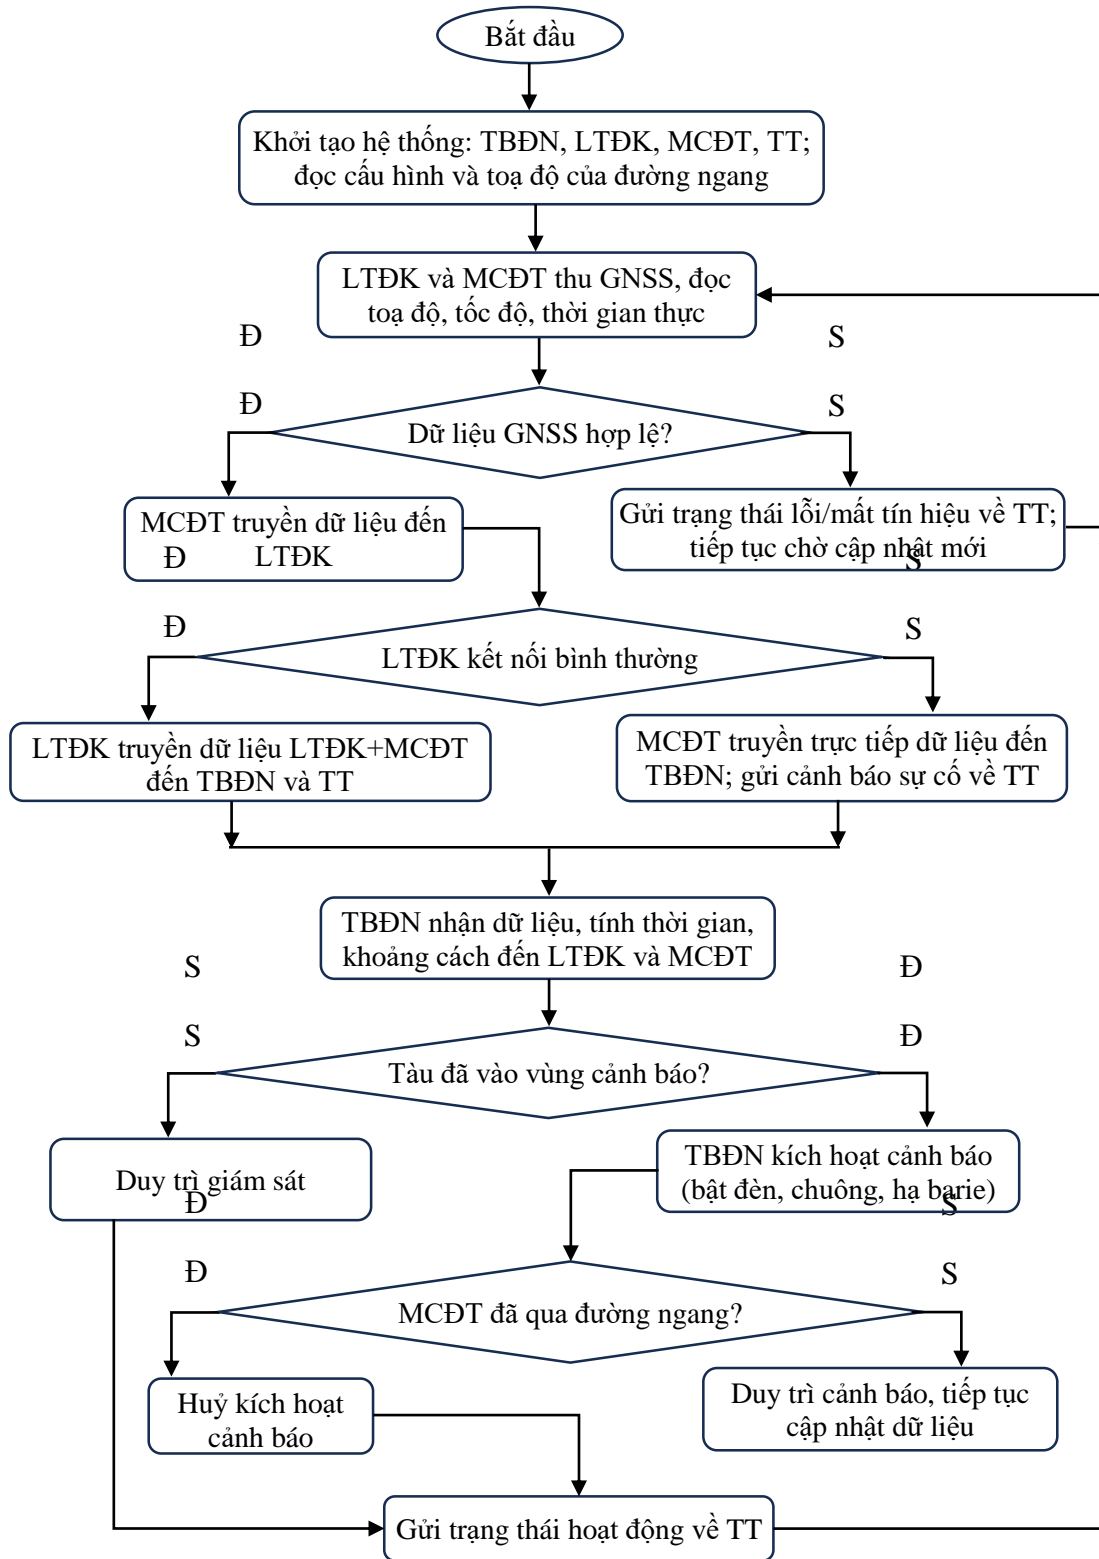 Bắt đầu
Khởi tạo hệ thống: TBĐN, LTĐK, MCĐT, TT;
đọc cấu hình và toạ độ của đường ngang
LTĐK và MCĐT thu GNSS, đọc
toạ độ, tốc độ, thời gian thực
Đ
S
Đ
S
Dữ liệu GNSS hợp lệ?
MCĐT truyền dữ liệu đến
LTĐK
Đ
Gửi trạng thái lỗi/mất tín hiệu về TT;
tiếp tục chờ cập nhật mới
S
Đ
S
LTĐK kết nối bình thường
LTĐK truyền dữ liệu LTĐK+MCĐT
đến TBĐN và TT
MCĐT truyền trực tiếp dữ liệu đến
TBĐN; gửi cảnh báo sự cố về TT
TBĐN nhận dữ liệu, tính thời gian,
khoảng cách đến LTĐK và MCĐT
S
Đ
S
Đ
Tàu đã vào vùng cảnh báo?
Duy trì giám sát
Đ
TBĐN kích hoạt cảnh báo
(bật đèn, chuông, hạ barie)
S
Đ
S
MCĐT đã qua đường ngang?
Huỷ kích hoạt
cảnh báo
Duy trì cảnh báo, tiếp tục
cập nhật dữ liệu
Gửi trạng thái hoạt động về TT